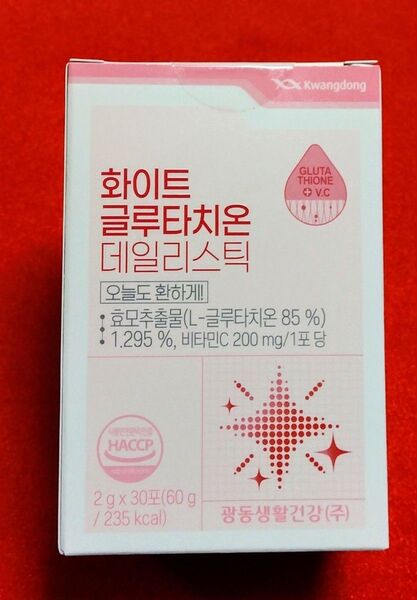 Kwangdong
GLUTA
THIONE
+ V.C
화이트
글루타치온
데일리스틱
오늘도 환하게!
효모추출물(L-글루타치온 85 %)
1.295 %, 비타민C 200 mg/1포 당
HACCP
2 g x 30포(60 g
/ 235 kcal)
광동생활건강(주)